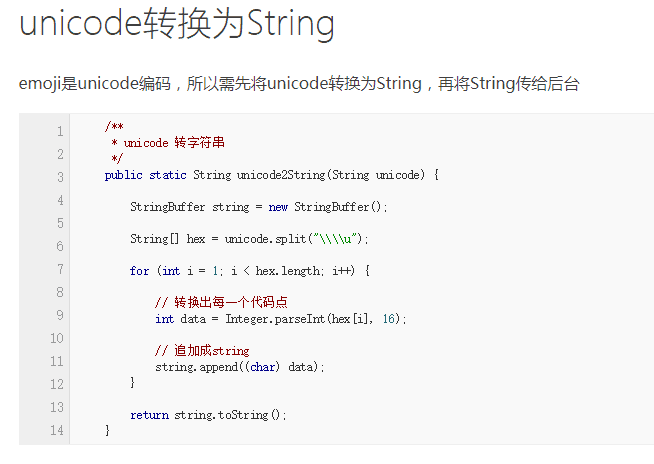 unicode转换为String
emoji是unicode编码，所以需先将unicode转换为String，再将String传给后台
1
2
3
4
5
6
7
8
9
10
11
12
13
14
/**
 * unicode 转字符串
 */
public static String unicode2String(String unicode) {
    StringBuffer string = new StringBuffer();
    String[] hex = unicode.split("\\\\u");
    for (int i = 1; i < hex.length; i++) {
        // 转换出每一个代码点
        int data = Integer.parseInt(hex[i], 16);
        // 追加成string
        string.append((char) data);
    }
    return string.toString();
}